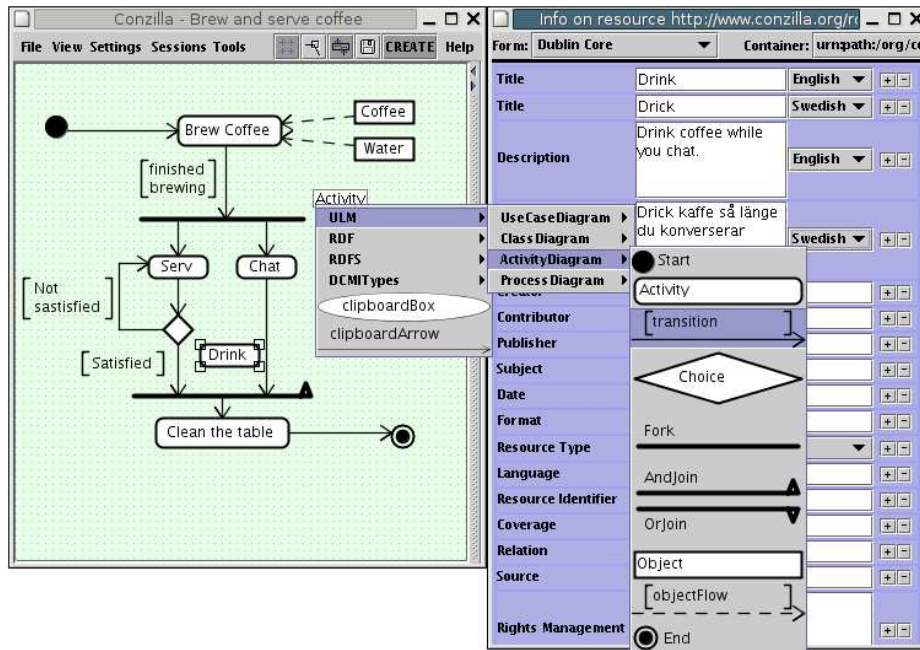 Conzilla - Brew and serve coffee
File View Settings Sessions Tools CREATE Help
Brew Coffee
Coffee
Water
[finished brewing]
Activity
Serv
Chat
Not sastisfied
[Satisfied]
Drink
Clean the table
ULM
RDF
RDFS
DCMITypes
clipboardBox
clipboardArrow
UseCaseDiagram
ClassDiagram
ActivityDiagram
ProcessDiagram
Start
Activity
[transition]
Choice
Fork
AndJoin
OrJoin
Object
[objectFlow]
End
Info on resource http://www.conzilla.org/r
Form: Dublin Core Container: urn:path:/org/co
Title Drink English + -
Title Drick Swedish + -
Description Drink coffee while you chat. English + -
Drick kaffe så länge du konverserar Swedish + -
Creator + -
Contributor + -
Publisher + -
Subject + -
Date + -
Format + -
Resource Type + -
Language + -
Resource Identifier + -
Coverage + -
Relation + -
Source + -
Rights Management + -